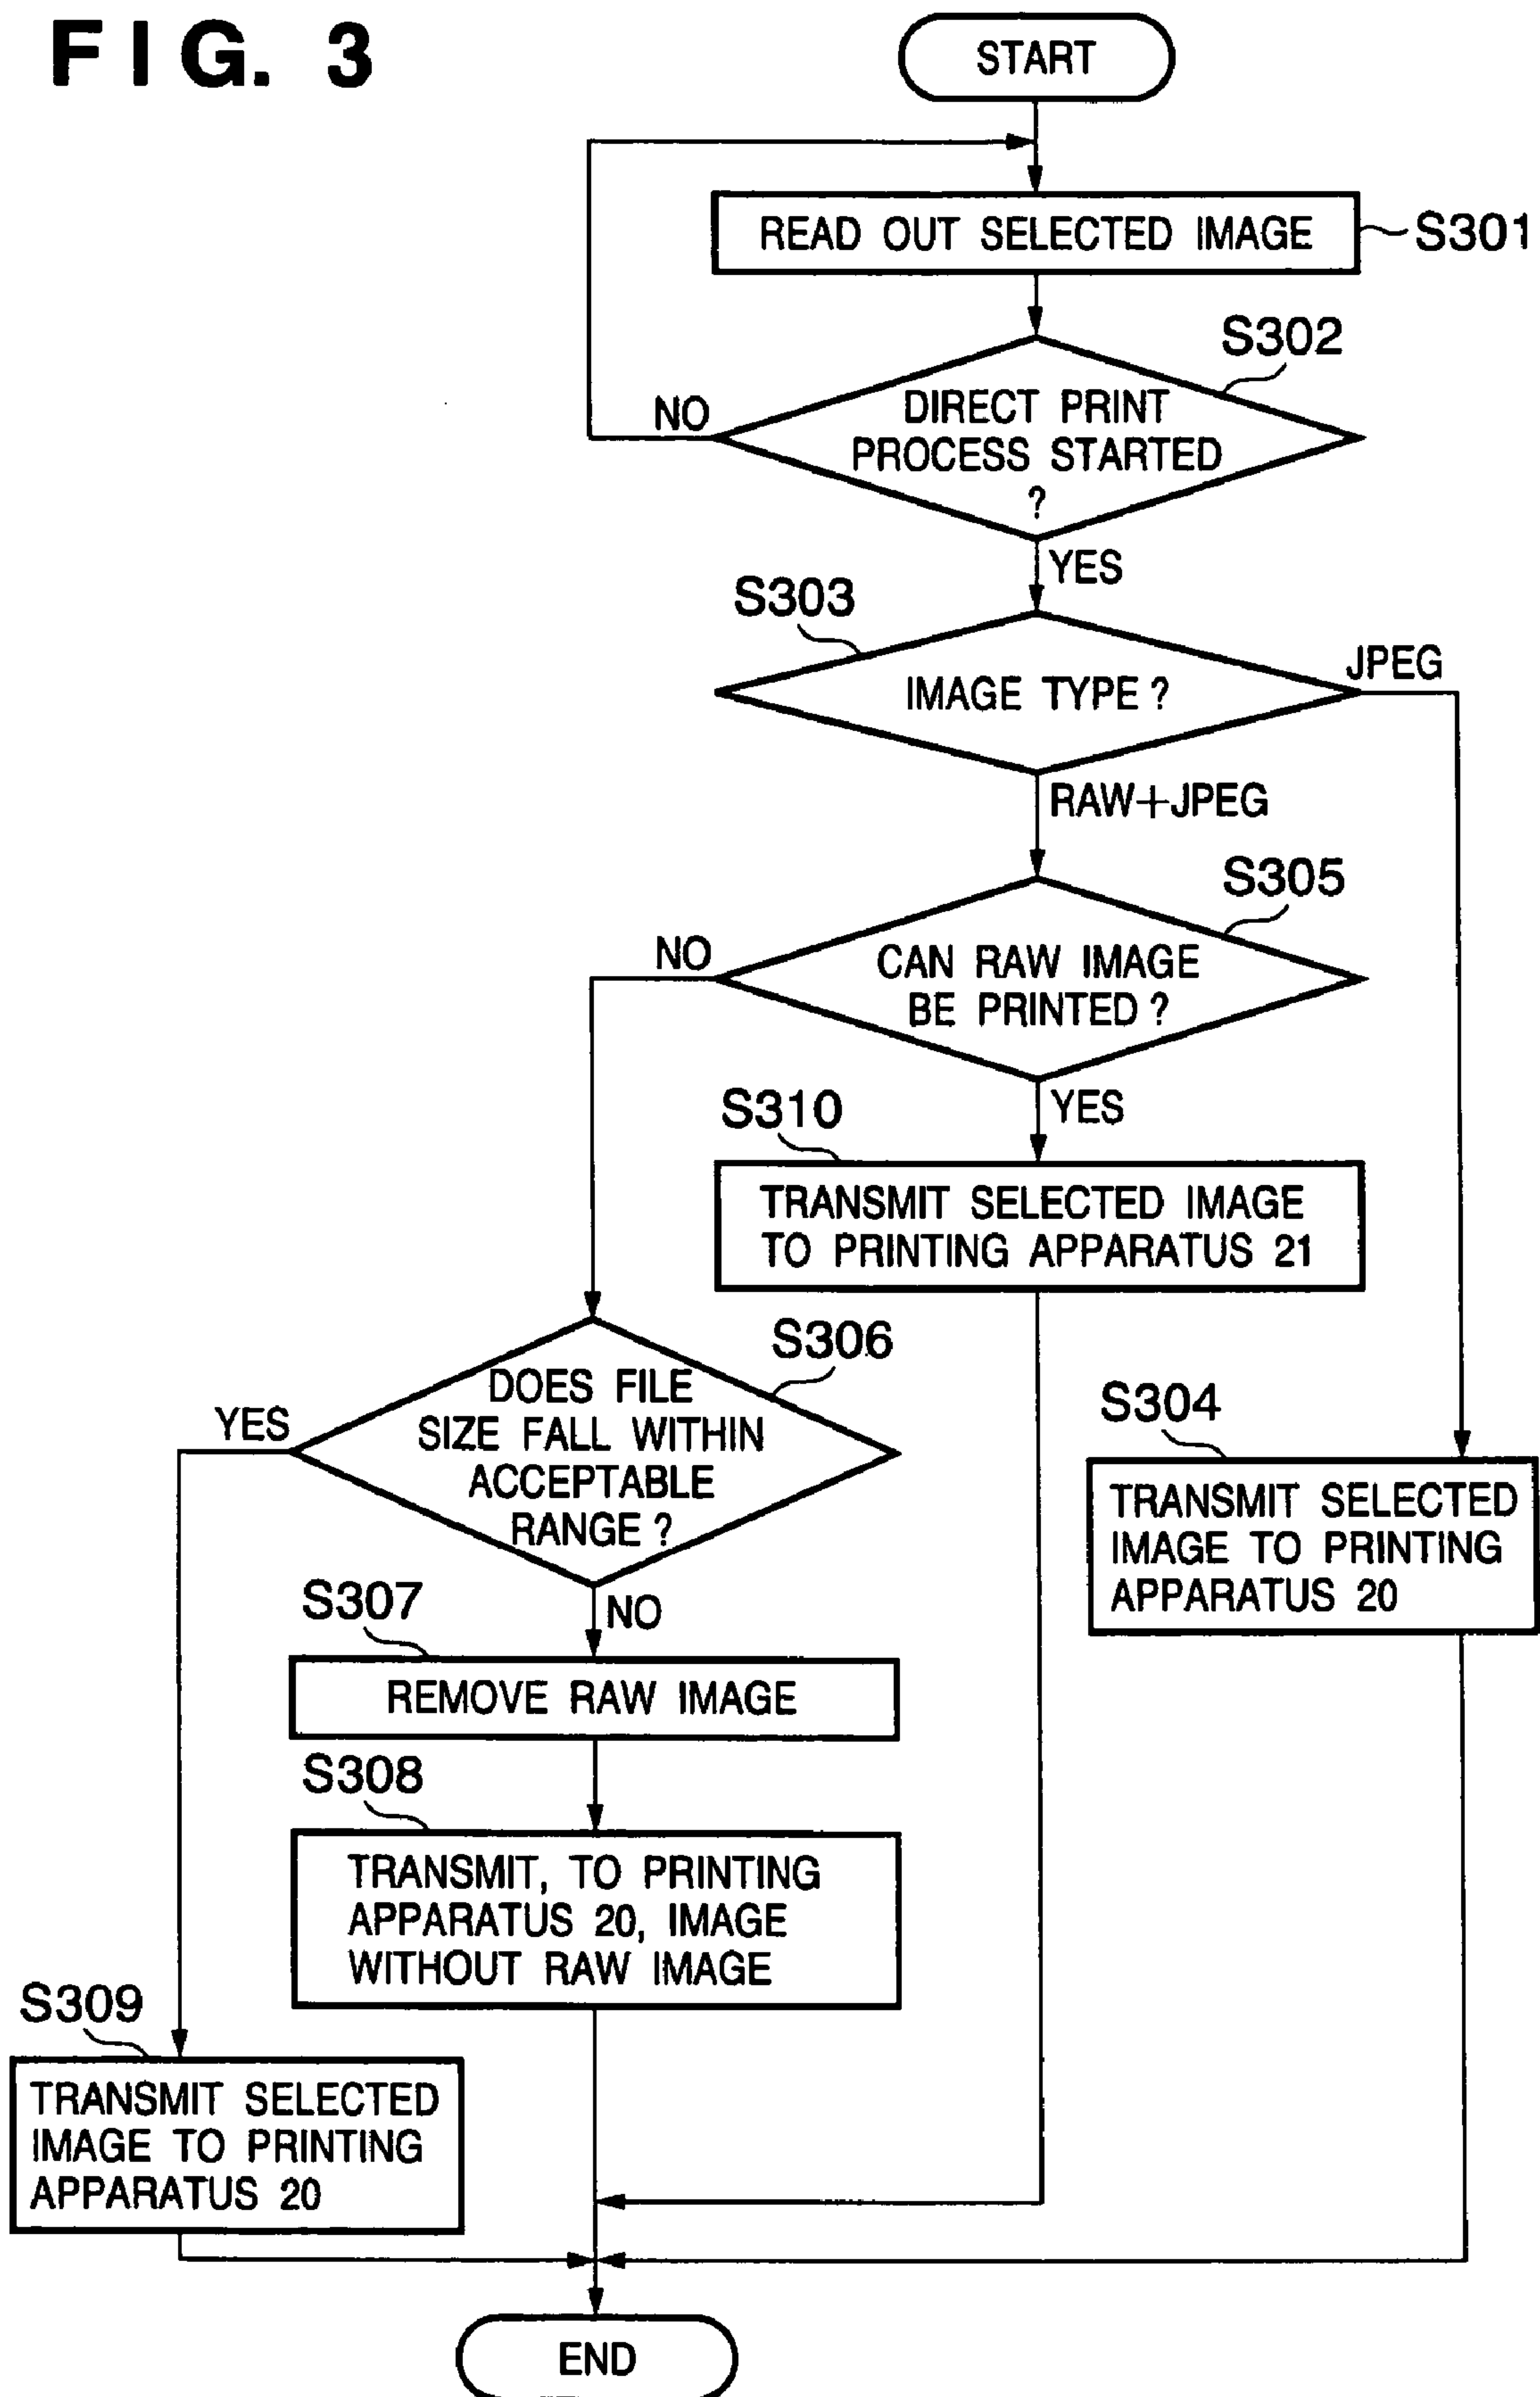 FIG. 3
START
READ OUT SELECTED IMAGE
S301
S302
DIRECT PRINT
PROCESS STARTED
?
NO
YES
S303
IMAGE TYPE ?
JPEG
RAW+JPEG
S305
CAN RAW IMAGE
BE PRINTED ?
NO
YES
S310
TRANSMIT SELECTED IMAGE
TO PRINTING APPARATUS 21
S306
DOES FILE
SIZE FALL WITHIN
ACCEPTABLE
RANGE ?
YES
NO
S304
TRANSMIT SELECTED
IMAGE TO PRINTING
APPARATUS 20
S307
REMOVE RAW IMAGE
S308
TRANSMIT, TO PRINTING
APPARATUS 20, IMAGE
WITHOUT RAW IMAGE
S309
TRANSMIT SELECTED
IMAGE TO PRINTING
APPARATUS 20
END